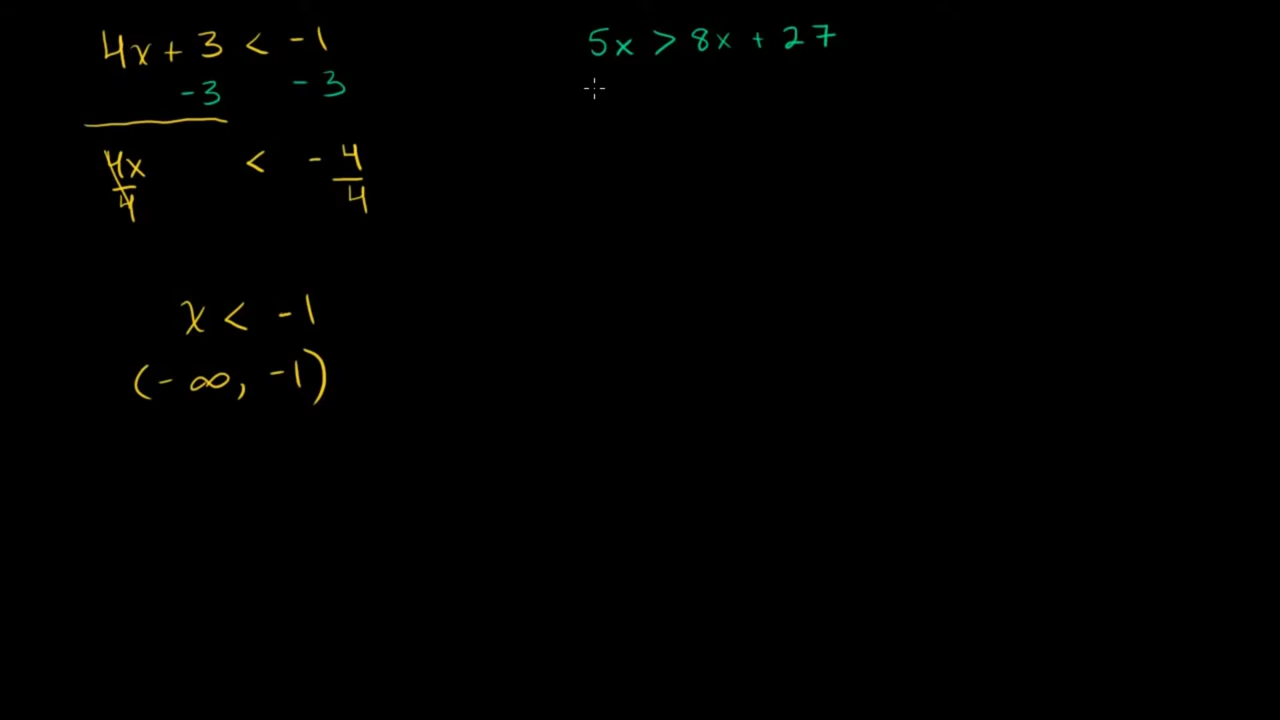 4x + 3 < -1
-3 -3
4x < - 4
4 4
x < -1
(-∞, -1)
5x > 8x + 27